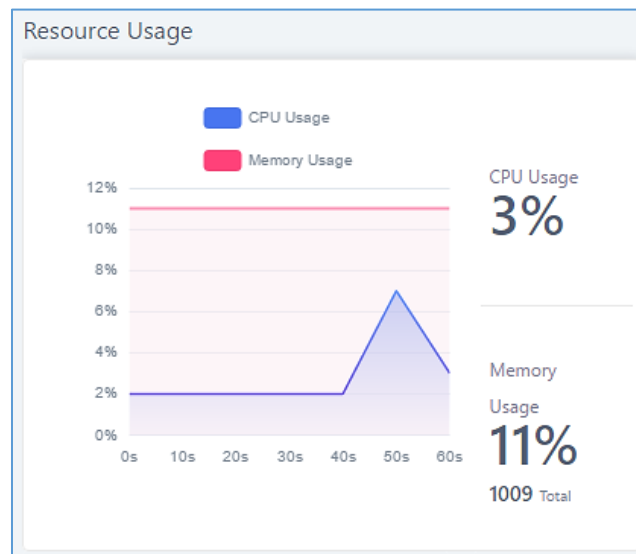 Resource Usage
CPU Usage
Memory Usage
12%
10%
8%
6%
4%
2%
0%
0s 10s 20s 30s 40s 50s 60s
CPU Usage
3%
Memory
Usage
11%
1009 Total